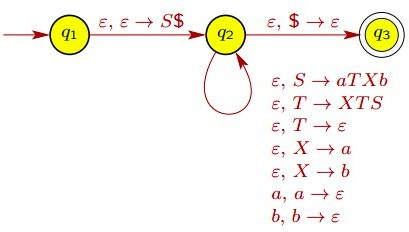 ε, ε → S$
ε, $ → ε
q₁
q₂
q₃
ε, S → aTXb
ε, T → XTS
ε, T → ε
ε, X → a
ε, X → b
a, a → ε
b, b → ε